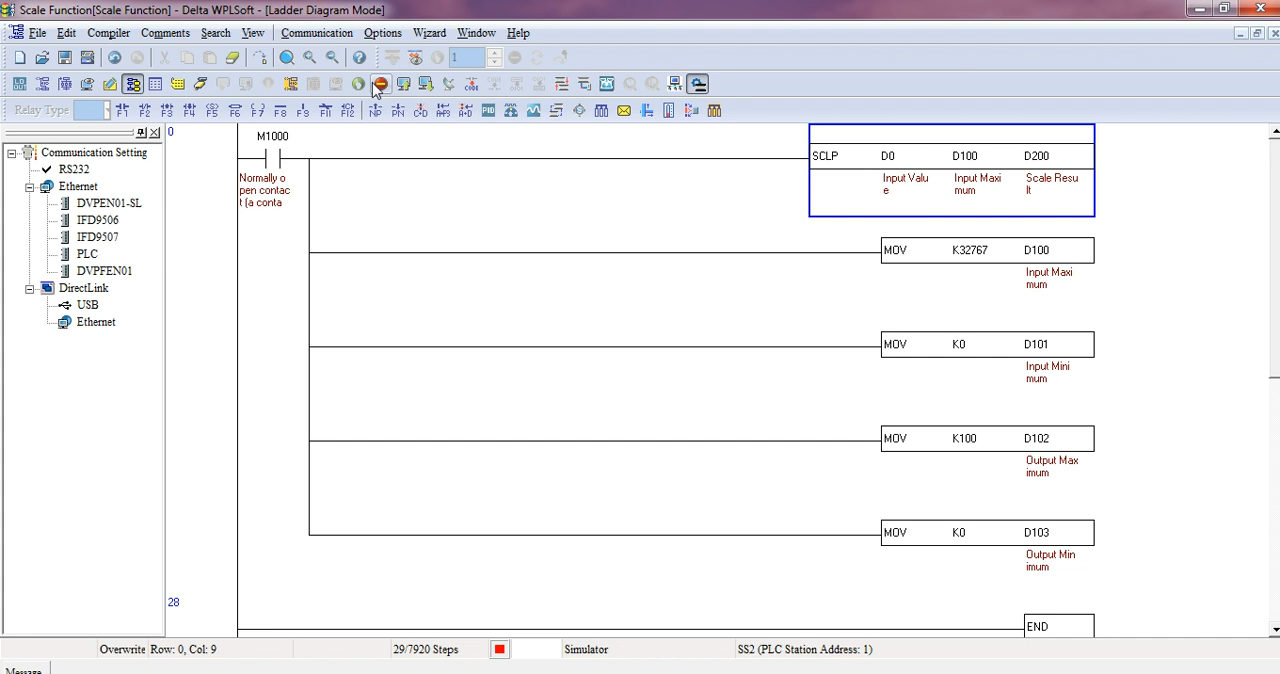 Scale Function[Scale Function] - Delta WPLSoft - [Ladder Diagram Mode]
File Edit Compiler Comments Search View Communication Options Wizard Window Help
1
Relay Type
Communication Setting
RS232
Ethernet
DVPEN01-SL
IFD9506
IFD9507
PLC
DVPFEN01
DirectLink
USB
Ethernet
0
M1000
Normally o
pen contac
t (a conta
SCLP D0 D100 D200
Input Valu
e
Input Maxi
mum
Scale Resu
lt
MOV K32767 D100
Input Maxi
mum
MOV K0 D101
Input Mini
mum
MOV K100 D102
Output Max
imum
MOV K0 D103
Output Min
imum
28
END
Overwrite Row: 0, Col: 9 29/7920 Steps Simulator SS2 (PLC Station Address: 1)
Message